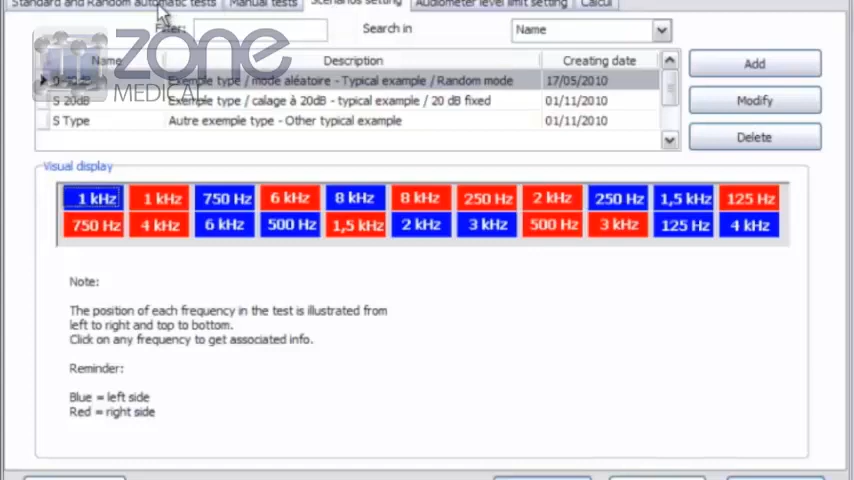 Standard and Random automatic tests Manual tests Scenarios setting Audiometer level limit setting Calcul
Filter: Search in Name
zone
MEDICAL
Name Description Creating date
Exemple type / mode aléatoire - Typical example / Random mode 17/05/2010
S 20dB Exemple type / calage à 20dB - typical example / 20 dB fixed 01/11/2010
S Type Autre exemple type - Other typical example 01/11/2010
Add
Modify
Delete
Visual display
1 kHz 1 kHz 750 Hz 6 kHz 8 kHz 8 kHz 250 Hz 2 kHz 250 Hz 1,5 kHz 125 Hz
750 Hz 4 kHz 6 kHz 500 Hz 1,5 kHz 2 kHz 3 kHz 500 Hz 3 kHz 125 Hz 4 kHz
Note:
The position of each frequency in the test is illustrated from
left to right and top to bottom.
Click on any frequency to get associated info.
Reminder:
Blue = left side
Red = right side